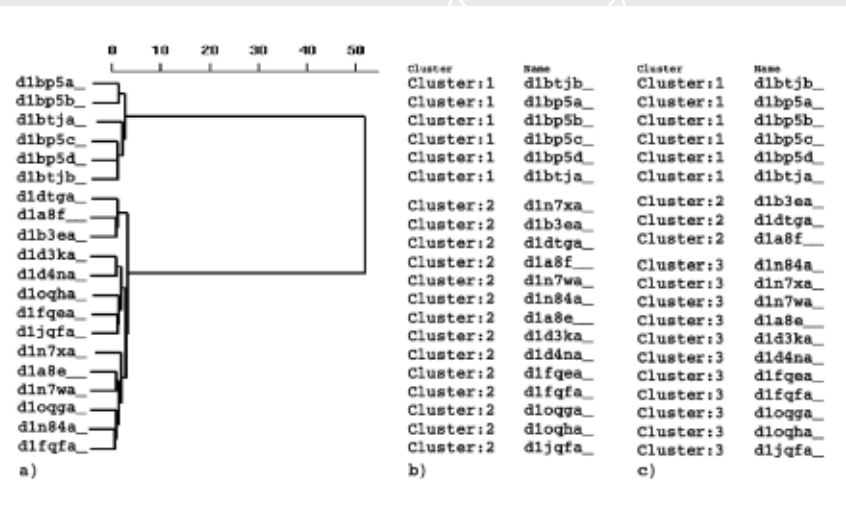 0 10 20 30 40 50
d1bp5a_
d1bp5b_
d1btja_
d1bp5c_
d1bp5d_
d1btjb_
d1dtga_
d1a8f__
d1b3ea_
d1d3ka_
d1d4na_
d1oqha_
d1fqea_
d1jqfa_
d1n7xa_
d1a8e__
d1n7wa_
d1oqga_
d1n84a_
d1fqfa_
a)
Cluster Name
Cluster:1 d1btjb_
Cluster:1 d1bp5a_
Cluster:1 d1bp5b_
Cluster:1 d1bp5c_
Cluster:1 d1bp5d_
Cluster:1 d1btja_
Cluster:2 d1n7xa_
Cluster:2 d1b3ea_
Cluster:2 d1dtga_
Cluster:2 d1a8f__
Cluster:2 d1n7wa_
Cluster:2 d1n84a_
Cluster:2 d1a8e__
Cluster:2 d1d3ka_
Cluster:2 d1d4na_
Cluster:2 d1fqea_
Cluster:2 d1fqfa_
Cluster:2 d1oqga_
Cluster:2 d1oqha_
Cluster:2 d1jqfa_
b)
Cluster Name
Cluster:1 d1btjb_
Cluster:1 d1bp5a_
Cluster:1 d1bp5b_
Cluster:1 d1bp5c_
Cluster:1 d1bp5d_
Cluster:1 d1btja_
Cluster:2 d1b3ea_
Cluster:2 d1dtga_
Cluster:2 d1a8f__
Cluster:3 d1n84a_
Cluster:3 d1n7xa_
Cluster:3 d1n7wa_
Cluster:3 d1a8e__
Cluster:3 d1d3ka_
Cluster:3 d1d4na_
Cluster:3 d1fqea_
Cluster:3 d1fqfa_
Cluster:3 d1oqga_
Cluster:3 d1oqha_
Cluster:3 d1jqfa_
c)